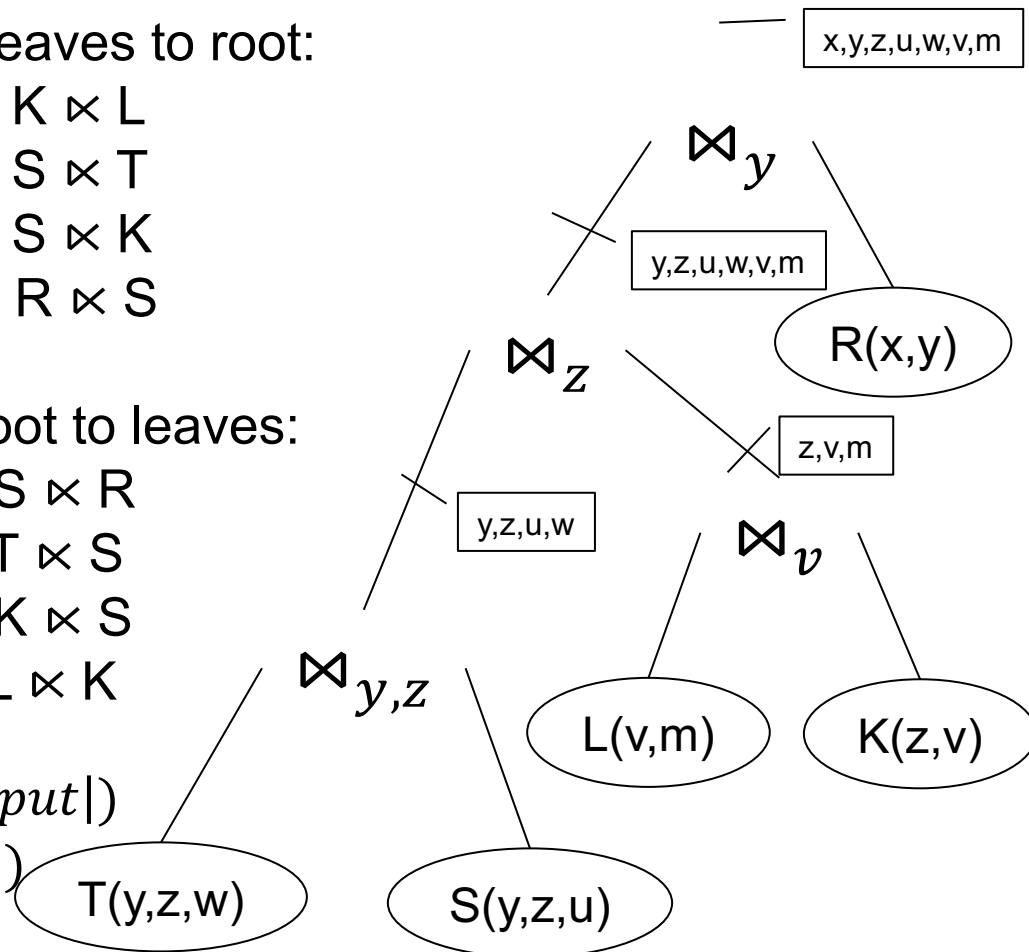 eaves to root:
K ⋉ L
S ⋉ T
S ⋉ K
R ⋉ S
oot to leaves:
S ⋉ R
T ⋉ S
K ⋉ S
L ⋉ K
put|)
)
x,y,z,u,w,v,m
⋈y
y,z,u,w,v,m
R(x,y)
⋈z
z,v,m
y,z,u,w
⋈v
⋈y,z
L(v,m)
K(z,v)
T(y,z,w)
S(y,z,u)